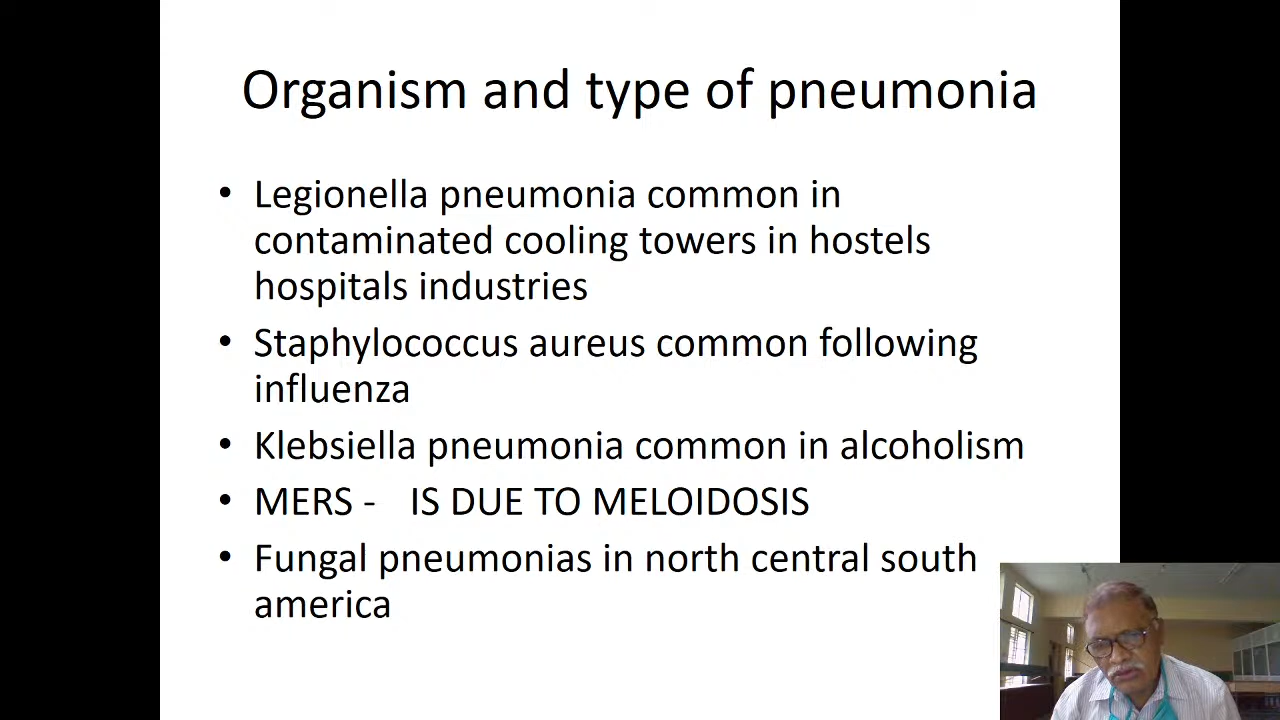 Organism and type of pneumonia
• Legionella pneumonia common in
contaminated cooling towers in hostels
hospitals industries
• Staphylococcus aureus common following
influenza
• Klebsiella pneumonia common in alcoholism
• MERS - IS DUE TO MELOIDOSIS
• Fungal pneumonias in north central south
america